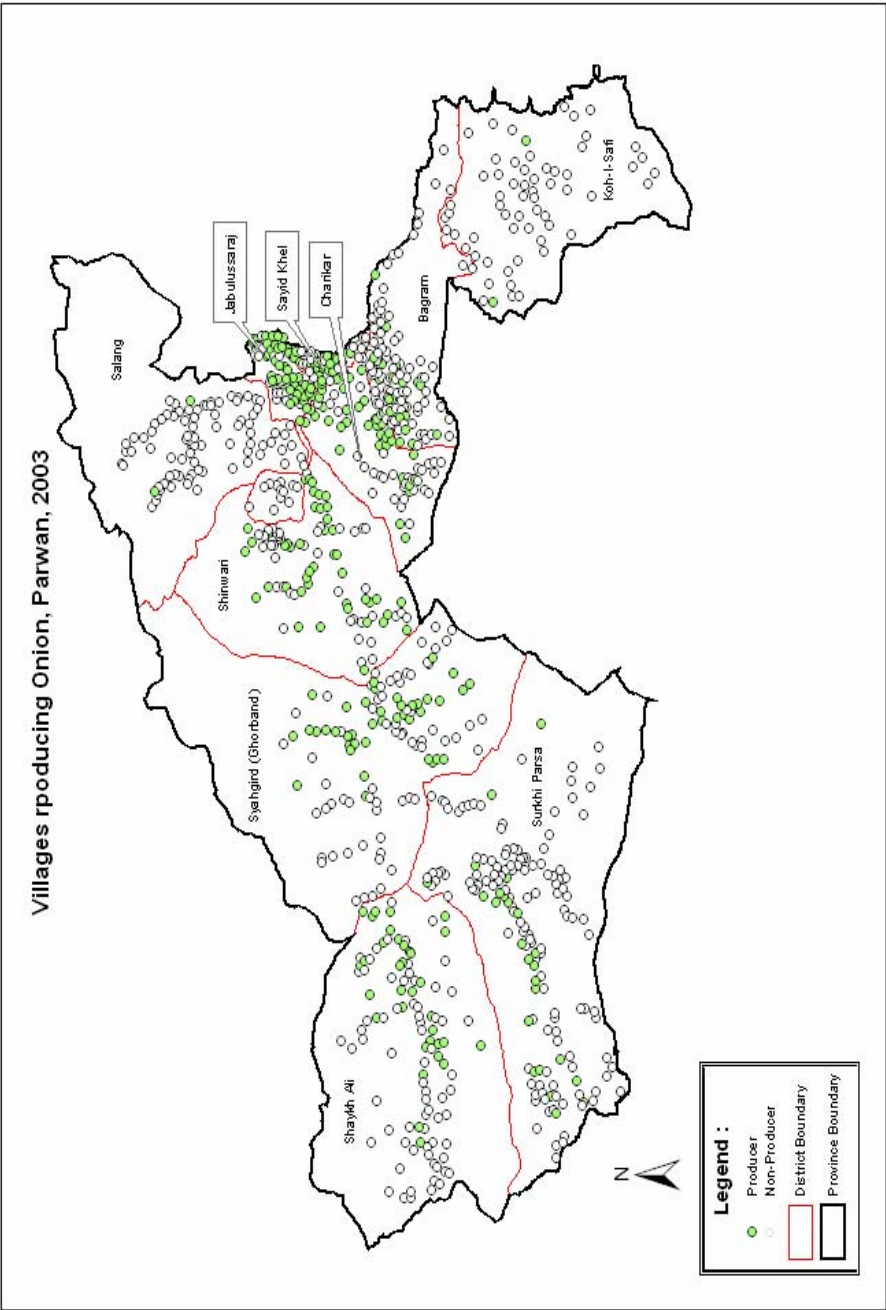 Villages rpoducing Onion, Parwan, 2003
Salang
Jabulussaraj
Sayid Khel
Charikar
Shinwari
Bagram
Koh-I-Safi
Syahgird (Ghorband)
Surkhi Parsa
Shaykh Ali
N
Legend :
Producer
Non-Producer
District Boundary
Province Boundary